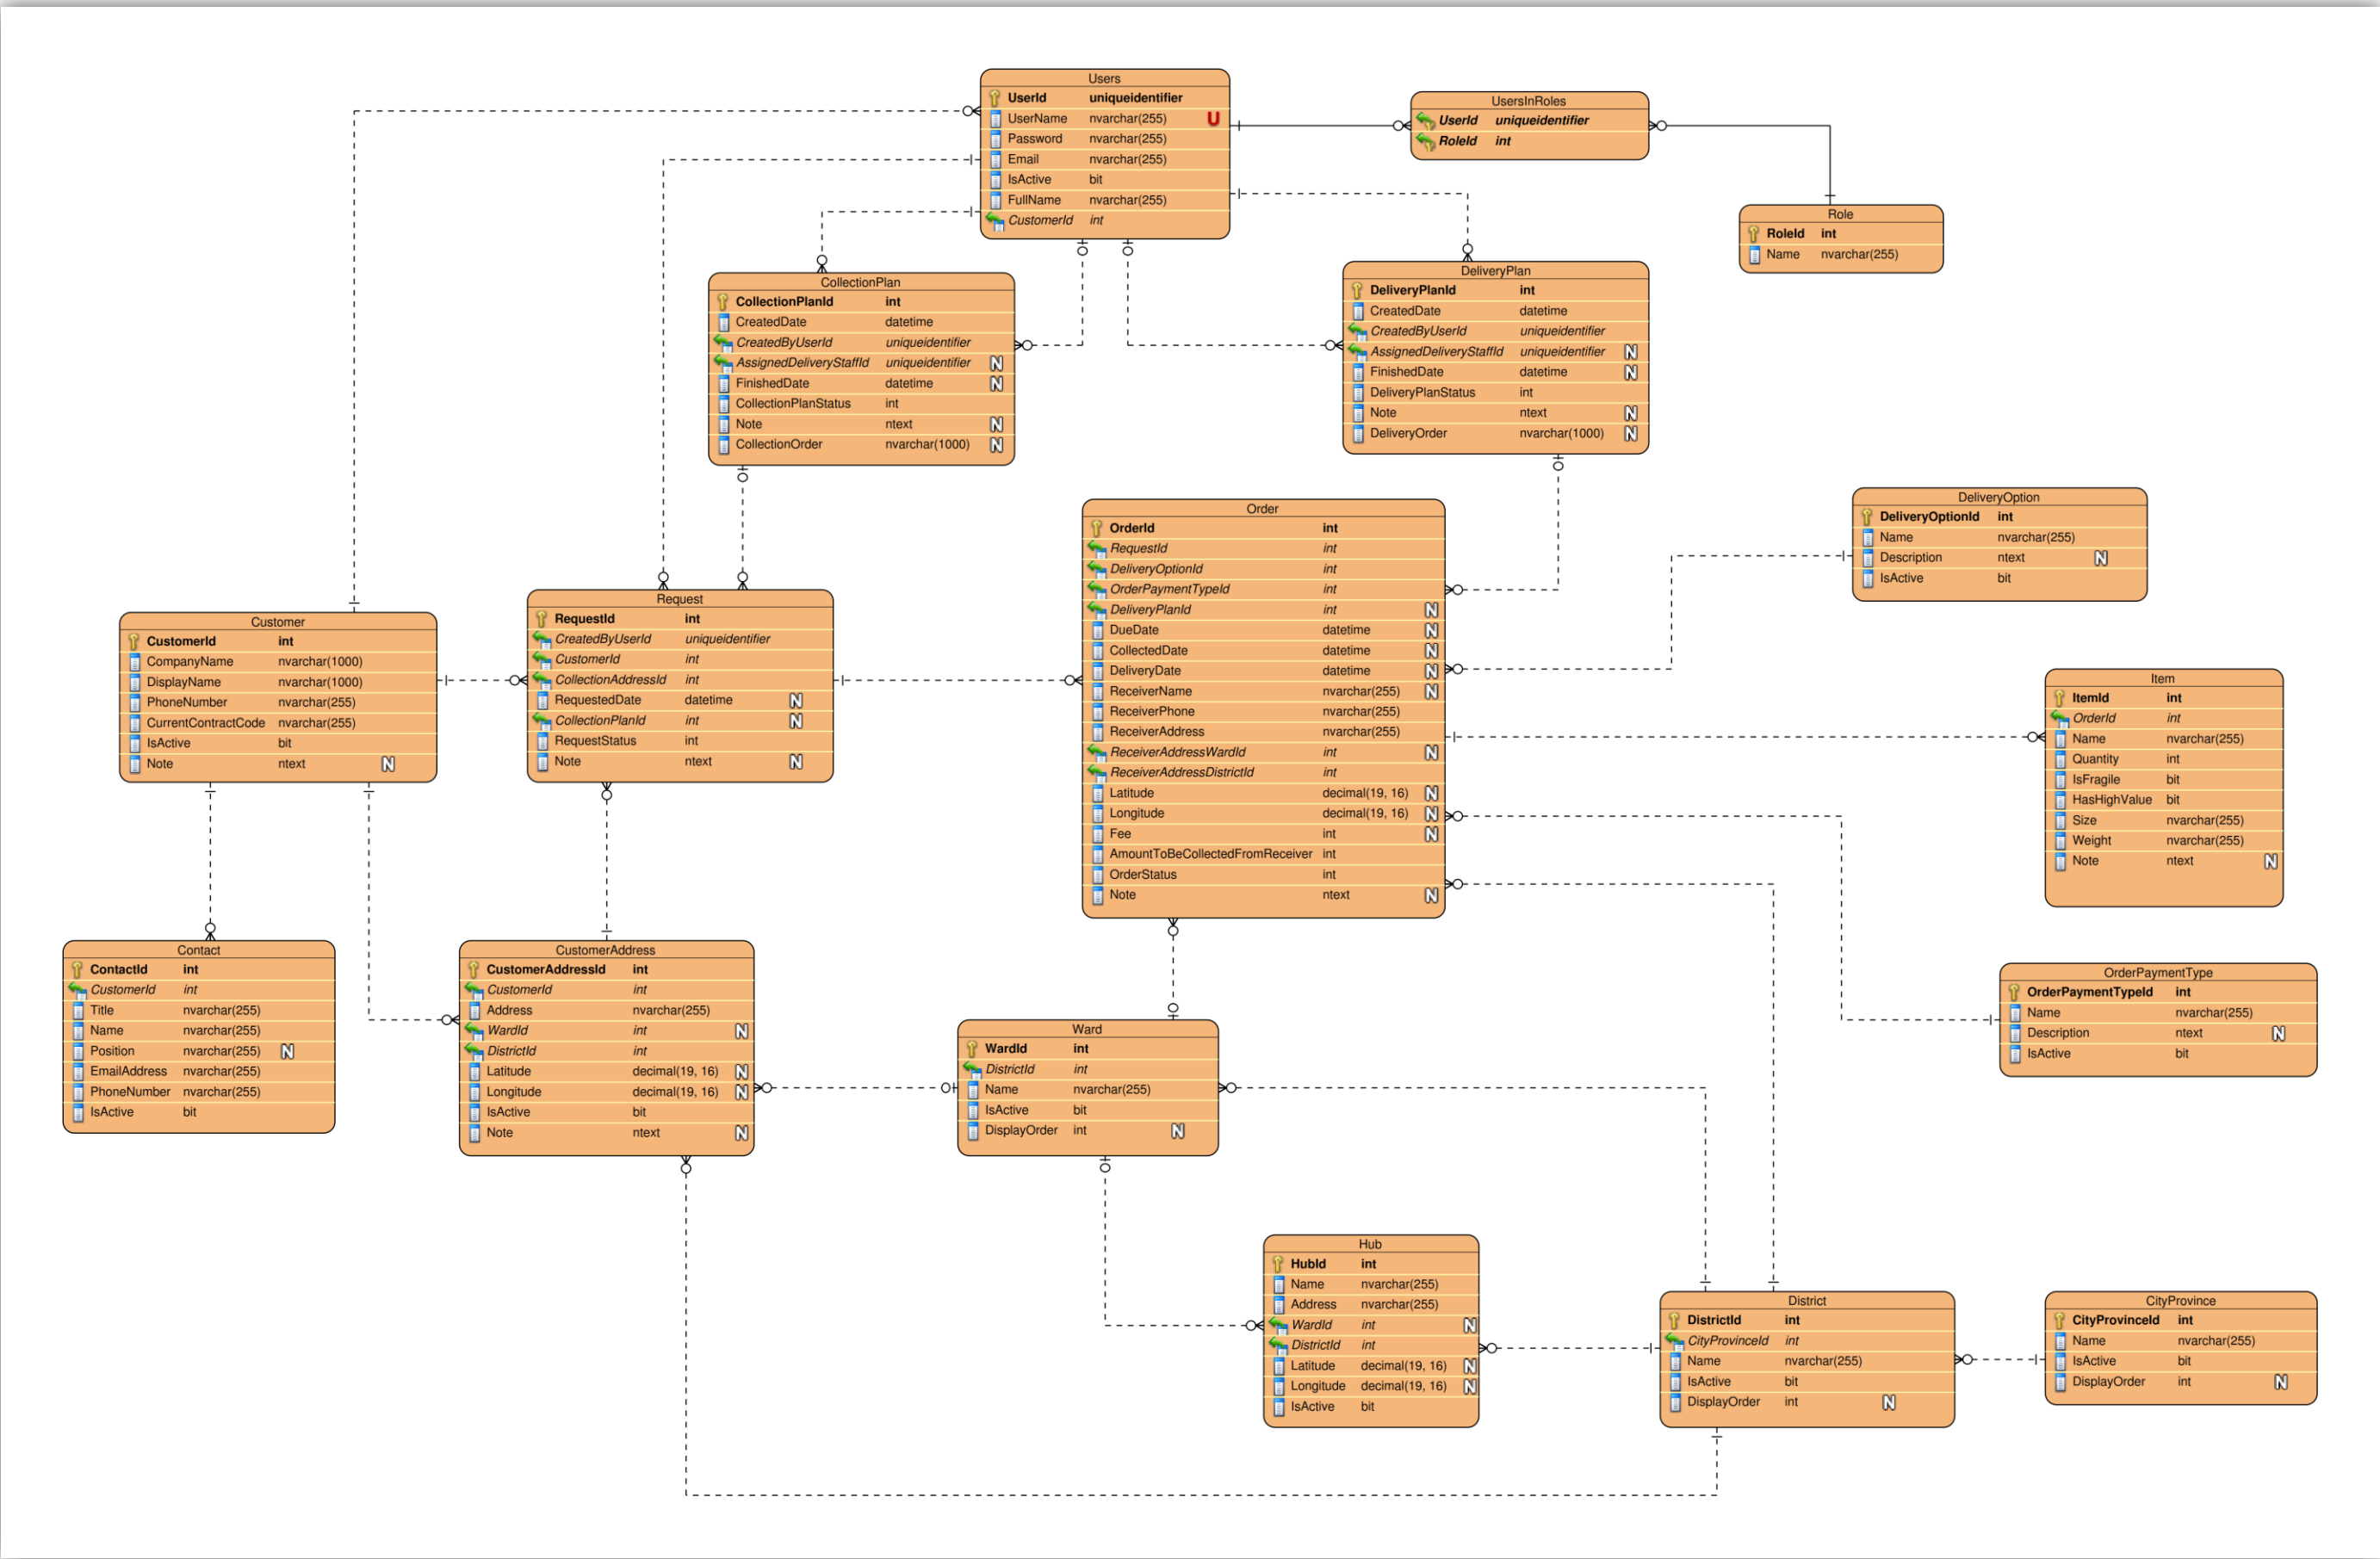 Users
UserId uniqueidentifier
UserName nvarchar(255) U
Password nvarchar(255)
Email nvarchar(255)
IsActive bit
FullName nvarchar(255)
CustomerId int
UsersInRoles
UserId uniqueidentifier
RoleId int
Role
RoleId int
Name nvarchar(255)
CollectionPlan
CollectionPlanId int
CreatedDate datetime
CreatedByUserId uniqueidentifier
AssignedDeliveryStaffId uniqueidentifier N
FinishedDate datetime N
CollectionPlanStatus int
Note ntext N
CollectionOrder nvarchar(1000) N
DeliveryPlan
DeliveryPlanId int
CreatedDate datetime
CreatedByUserId uniqueidentifier
AssignedDeliveryStaffId uniqueidentifier N
FinishedDate datetime N
DeliveryPlanStatus int
Note ntext N
DeliveryOrder nvarchar(1000) N
DeliveryOption
DeliveryOptionId int
Name nvarchar(255)
Description ntext N
IsActive bit
Order
OrderId int
RequestId int
DeliveryOptionId int
OrderPaymentTypeId int
DeliveryPlanId int N
DueDate datetime N
CollectedDate datetime N
DeliveryDate datetime N
ReceiverName nvarchar(255) N
ReceiverPhone nvarchar(255)
ReceiverAddress nvarchar(255)
ReceiverAddressWardId int N
ReceiverAddressDistrictId int
Latitude decimal(19, 16) N
Longitude decimal(19, 16) N
Fee int N
AmountToBeCollectedFromReceiver int
OrderStatus int
Note ntext N
Customer
CustomerId int
CompanyName nvarchar(1000)
DisplayName nvarchar(1000)
PhoneNumber nvarchar(255)
CurrentContractCode nvarchar(255)
IsActive bit
Note ntext N
Request
RequestId int
CreatedByUserId uniqueidentifier
CustomerId int
CollectionAddressId int
RequestedDate datetime N
CollectionPlanId int N
RequestStatus int
Note ntext N
Item
ItemId int
OrderId int
Name nvarchar(255)
Quantity int
IsFragile bit
HasHighValue bit
Size nvarchar(255)
Weight nvarchar(255)
Note ntext N
Contact
ContactId int
CustomerId int
Title nvarchar(255)
Name nvarchar(255)
Position nvarchar(255) N
EmailAddress nvarchar(255)
PhoneNumber nvarchar(255)
IsActive bit
CustomerAddress
CustomerAddressId int
CustomerId int
Address nvarchar(255)
WardId int N
DistrictId int
Latitude decimal(19, 16) N
Longitude decimal(19, 16) N
IsActive bit
Note ntext N
Ward
WardId int
DistrictId int
Name nvarchar(255)
IsActive bit
DisplayOrder int N
OrderPaymentType
OrderPaymentTypeId int
Name nvarchar(255)
Description ntext N
IsActive bit
Hub
HubId int
Name nvarchar(255)
Address nvarchar(255)
WardId int N
DistrictId int
Latitude decimal(19, 16) N
Longitude decimal(19, 16) N
IsActive bit
District
DistrictId int
CityProvinceId int
Name nvarchar(255)
IsActive bit
DisplayOrder int N
CityProvince
CityProvinceId int
Name nvarchar(255)
IsActive bit
DisplayOrder int N